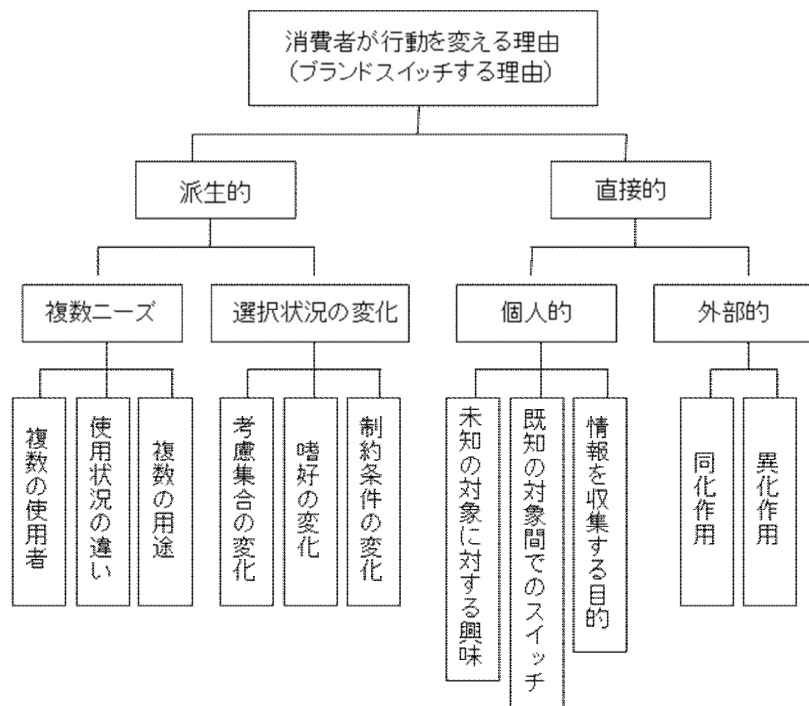 消費者が行動を変える理由
(ブランドスイッチする理由)
派生的
直接的
複数ニーズ
選択状況の変化
個人的
外部的
複数の使用者
使用状況の違い
複数の用途
考慮集合の変化
嗜好の変化
制約条件の変化
未知の対象に対する興味
既知の対象間でのスイッチ
情報を収集する目的
同化作用
異化作用